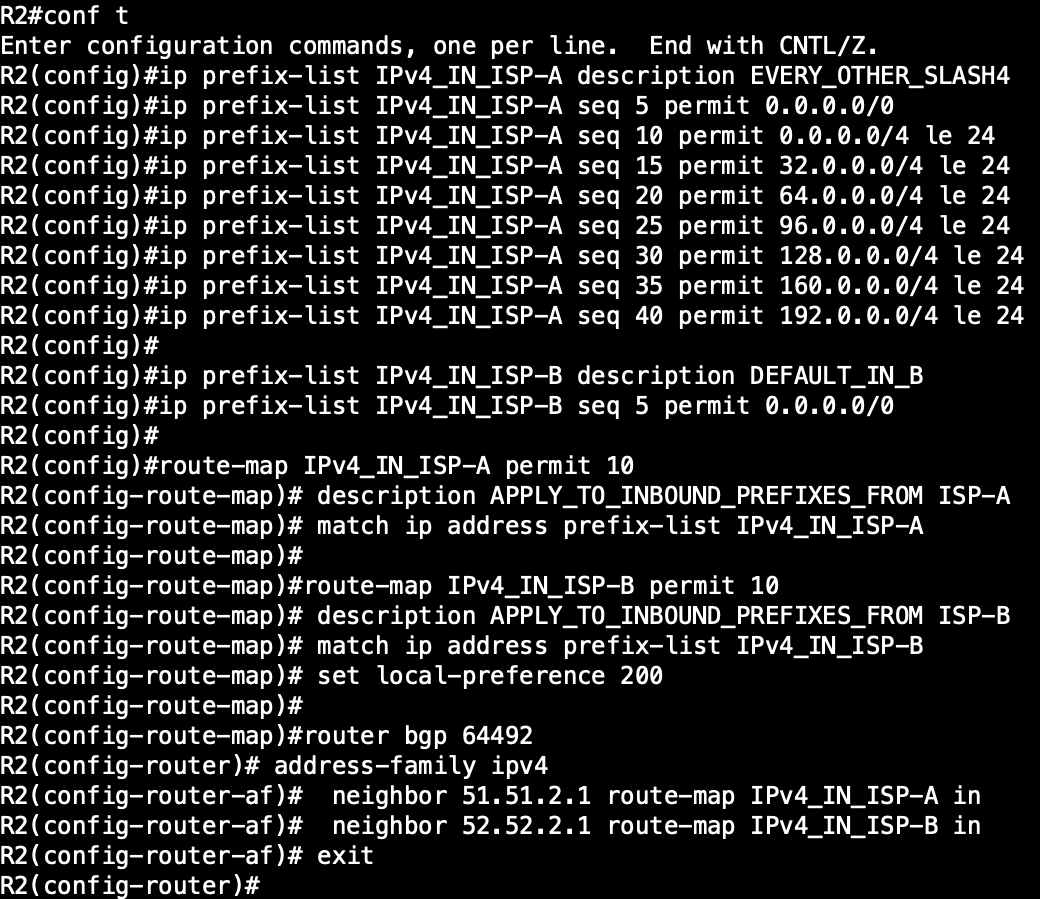 R2#conf t
Enter configuration commands, one per line.  End with CNTL/Z.
R2(config)#ip prefix-list IPv4_IN_ISP-A description EVERY_OTHER_SLASH4
R2(config)#ip prefix-list IPv4_IN_ISP-A seq 5 permit 0.0.0.0/0
R2(config)#ip prefix-list IPv4_IN_ISP-A seq 10 permit 0.0.0.0/4 le 24
R2(config)#ip prefix-list IPv4_IN_ISP-A seq 15 permit 32.0.0.0/4 le 24
R2(config)#ip prefix-list IPv4_IN_ISP-A seq 20 permit 64.0.0.0/4 le 24
R2(config)#ip prefix-list IPv4_IN_ISP-A seq 25 permit 96.0.0.0/4 le 24
R2(config)#ip prefix-list IPv4_IN_ISP-A seq 30 permit 128.0.0.0/4 le 24
R2(config)#ip prefix-list IPv4_IN_ISP-A seq 35 permit 160.0.0.0/4 le 24
R2(config)#ip prefix-list IPv4_IN_ISP-A seq 40 permit 192.0.0.0/4 le 24
R2(config)#
R2(config)#ip prefix-list IPv4_IN_ISP-B description DEFAULT_IN_B
R2(config)#ip prefix-list IPv4_IN_ISP-B seq 5 permit 0.0.0.0/0
R2(config)#
R2(config)#route-map IPv4_IN_ISP-A permit 10
R2(config-route-map)# description APPLY_TO_INBOUND_PREFIXES_FROM ISP-A
R2(config-route-map)# match ip address prefix-list IPv4_IN_ISP-A
R2(config-route-map)#
R2(config-route-map)#route-map IPv4_IN_ISP-B permit 10
R2(config-route-map)# description APPLY_TO_INBOUND_PREFIXES_FROM ISP-B
R2(config-route-map)# match ip address prefix-list IPv4_IN_ISP-B
R2(config-route-map)# set local-preference 200
R2(config-route-map)#
R2(config-route-map)#router bgp 64492
R2(config-router)# address-family ipv4
R2(config-router-af)#  neighbor 51.51.2.1 route-map IPv4_IN_ISP-A in
R2(config-router-af)#  neighbor 52.52.2.1 route-map IPv4_IN_ISP-B in
R2(config-router-af)# exit
R2(config-router)#